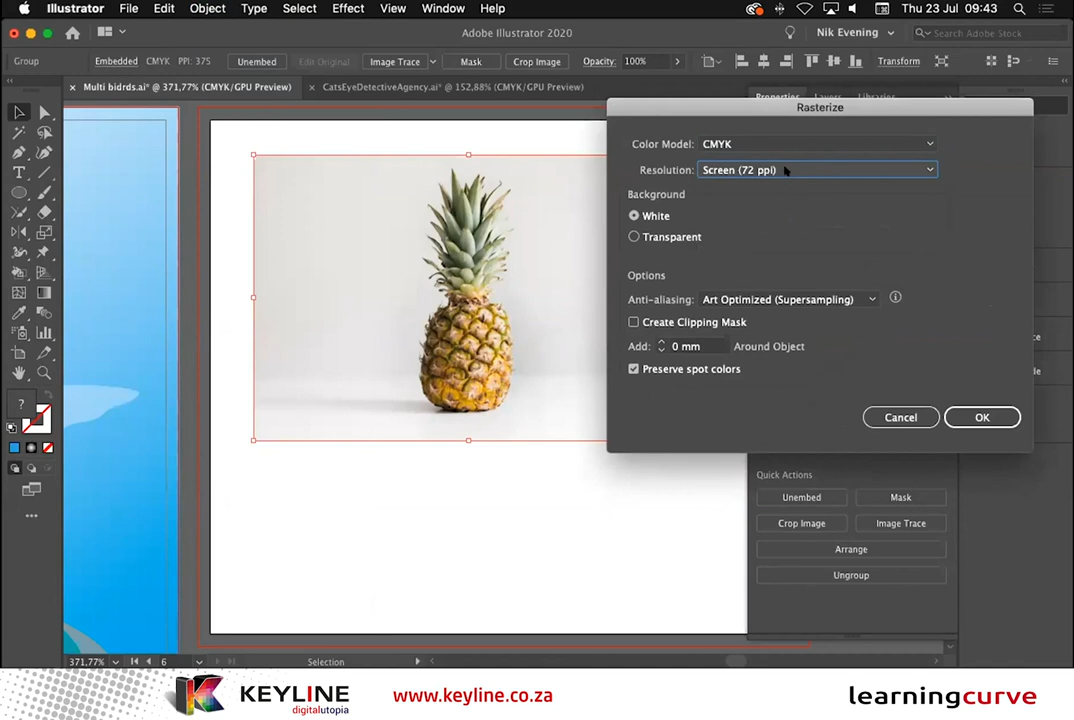 Illustrator File Edit Object Type Select Effect View Window Help Thu 23 Jul 09:43
Adobe Illustrator 2020 Nik Evening Search Adobe Stock
Group Embedded CMYK PPI: 375 Unembed Edit Original Image Trace Mask Crop Image Opacity: 100% Transform
× Multi bidrds.ai* @ 371,77% (CMYK/GPU Preview) × CatsEyeDetectiveAgency.ai* @ 152,88% (CMYK/GPU Preview)
Properties Layers Libraries
Rasterize
Color Model: CMYK
Resolution: Screen (72 ppi)
Background
White
Transparent
Options
Anti-aliasing: Art Optimized (Supersampling)
Create Clipping Mask
Add: 0 mm Around Object
Preserve spot colors
Cancel OK
Quick Actions
Unembed Mask
Crop Image Image Trace
Arrange
Ungroup
371,77% 6 Selection
KEYLINE
digitalutopia
www.keyline.co.za
learningcurve